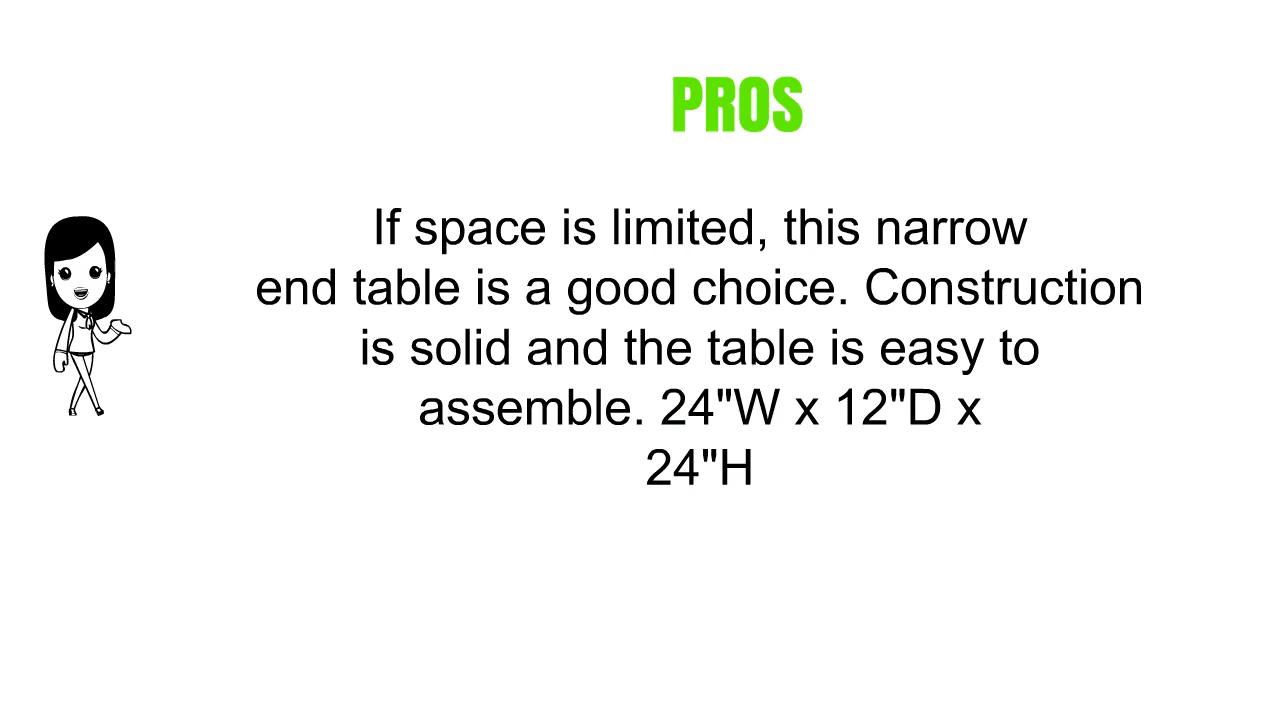 PROS
If space is limited, this narrow
end table is a good choice. Construction
is solid and the table is easy to
assemble. 24"W x 12"D x
24"H